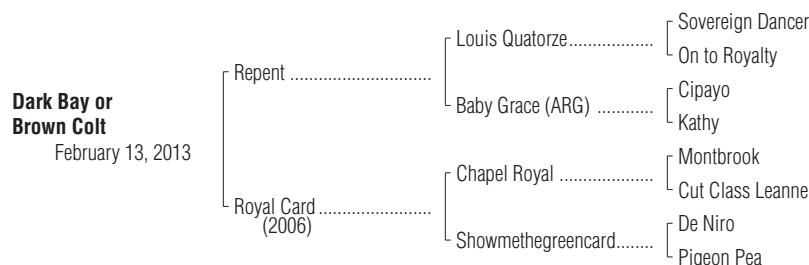 Sovereign Dancer
Louis Quatorze....................
On to Royalty
Repent ................................
Cipayo
Baby Grace (ARG) .............
Kathy
Dark Bay or
Brown Colt
February 13, 2013
Montbrook
Chapel Royal ......................
Cut Class Leanne
Royal Card .........................
(2006)
De Niro
Showmethegreencard........
Pigeon Pea